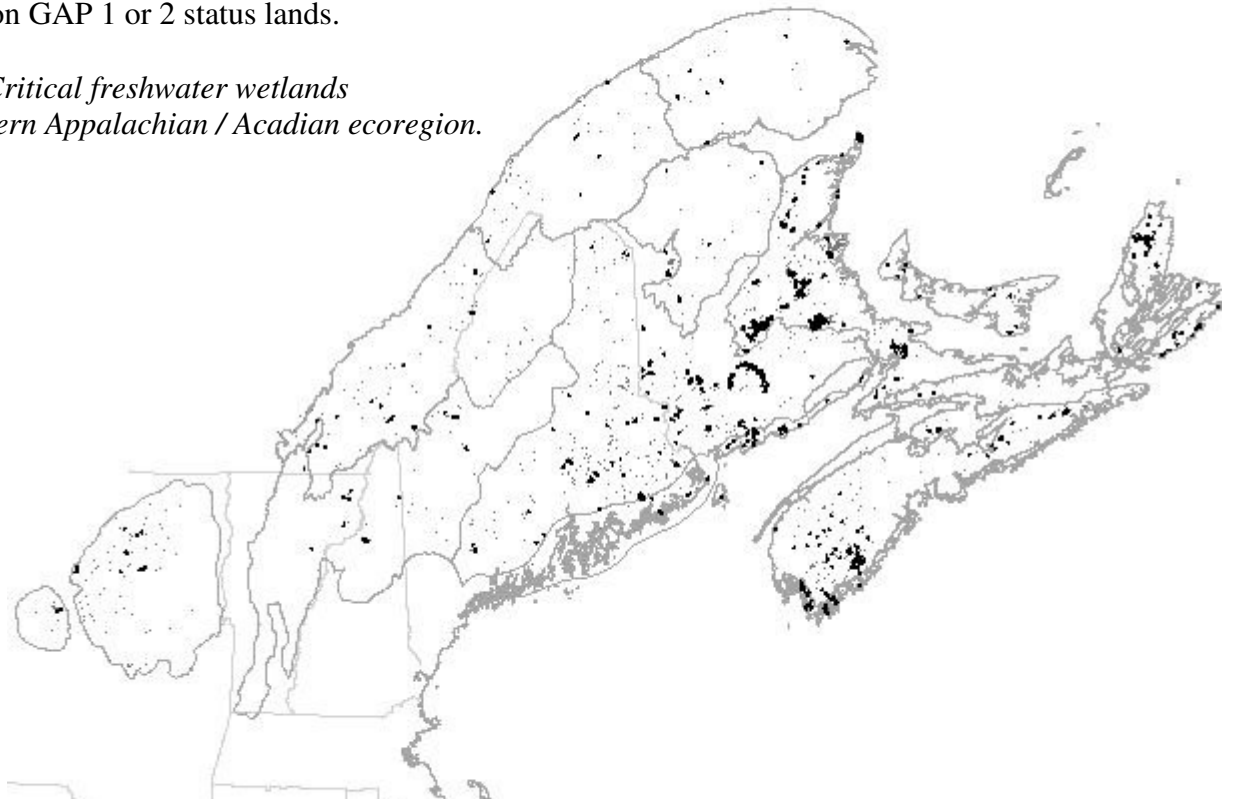 on GAP 1 or 2 status lands.
Critical freshwater wetlands
ern Appalachian / Acadian ecoregion.